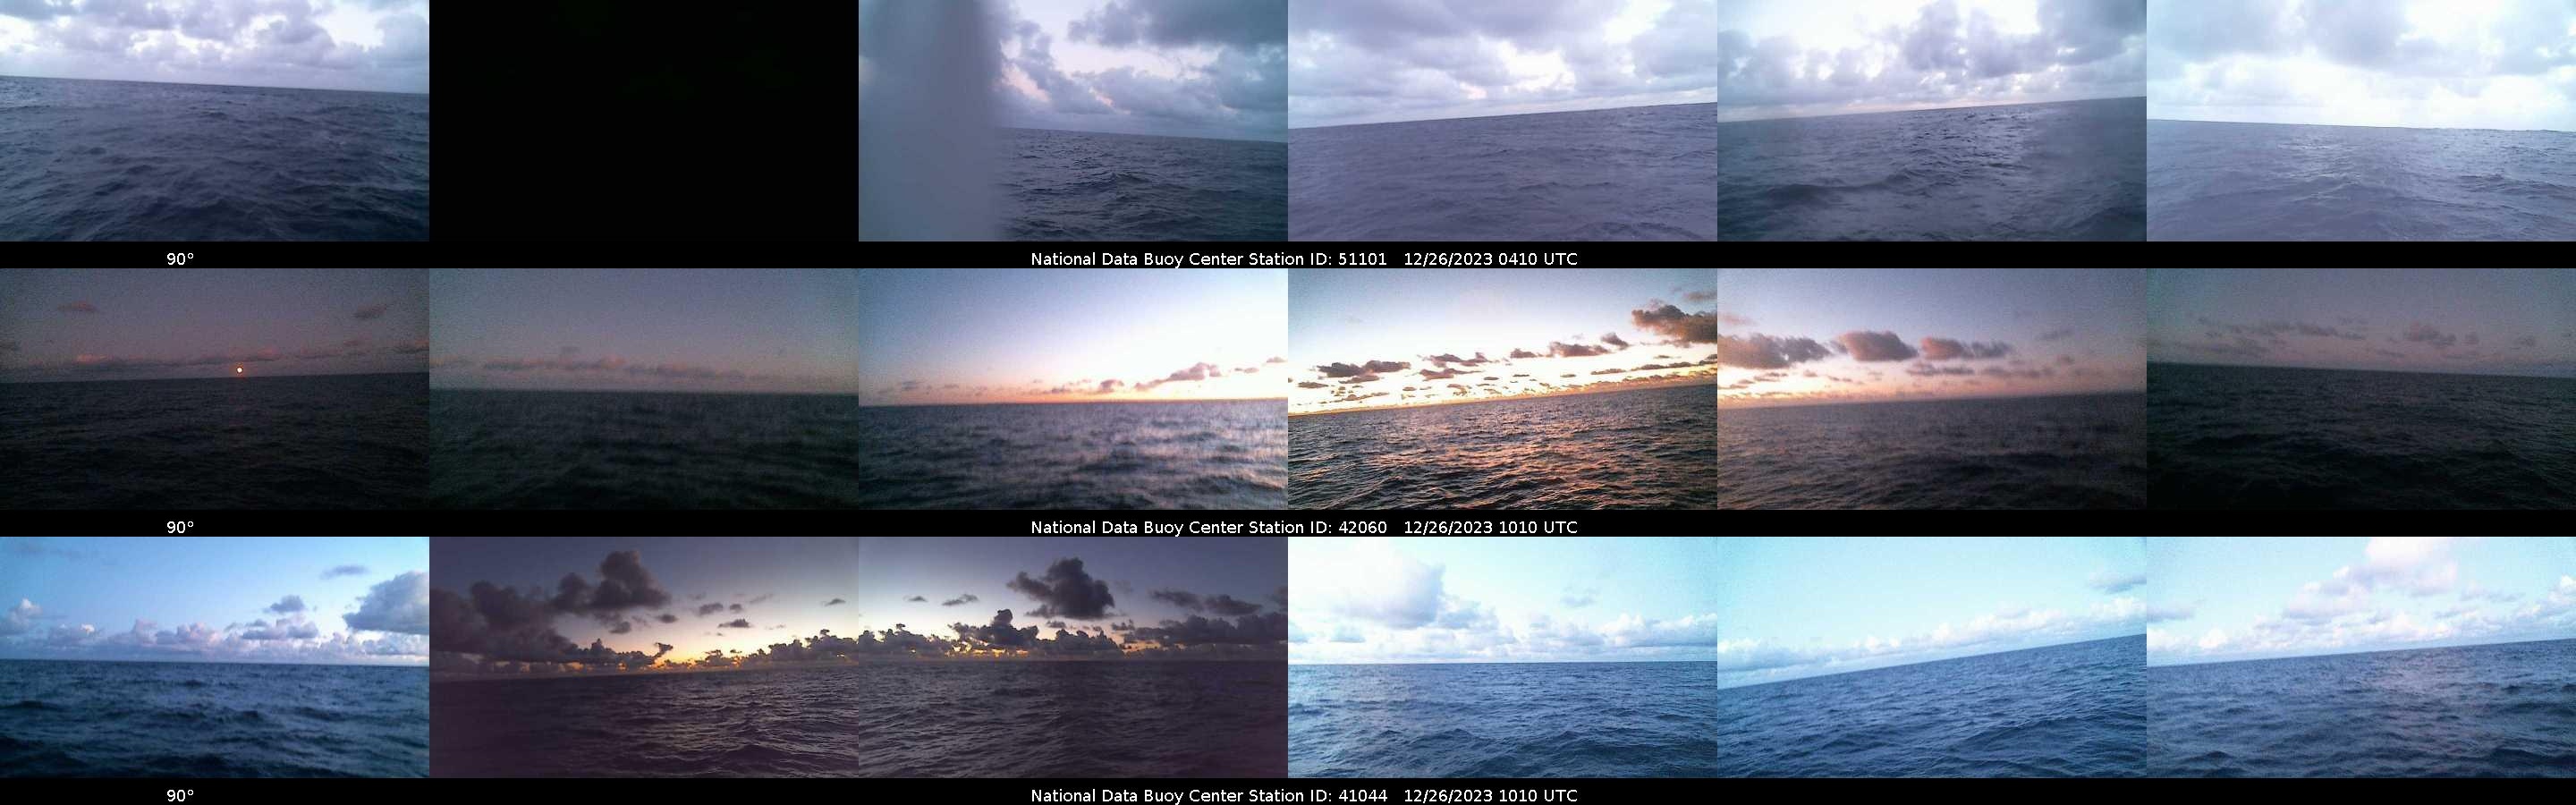 90° National Data Buoy Center Station ID: 51101 12/26/2023 0410 UTC
90° National Data Buoy Center Station ID: 42060 12/26/2023 1010 UTC
90° National Data Buoy Center Station ID: 41044 12/26/2023 1010 UTC